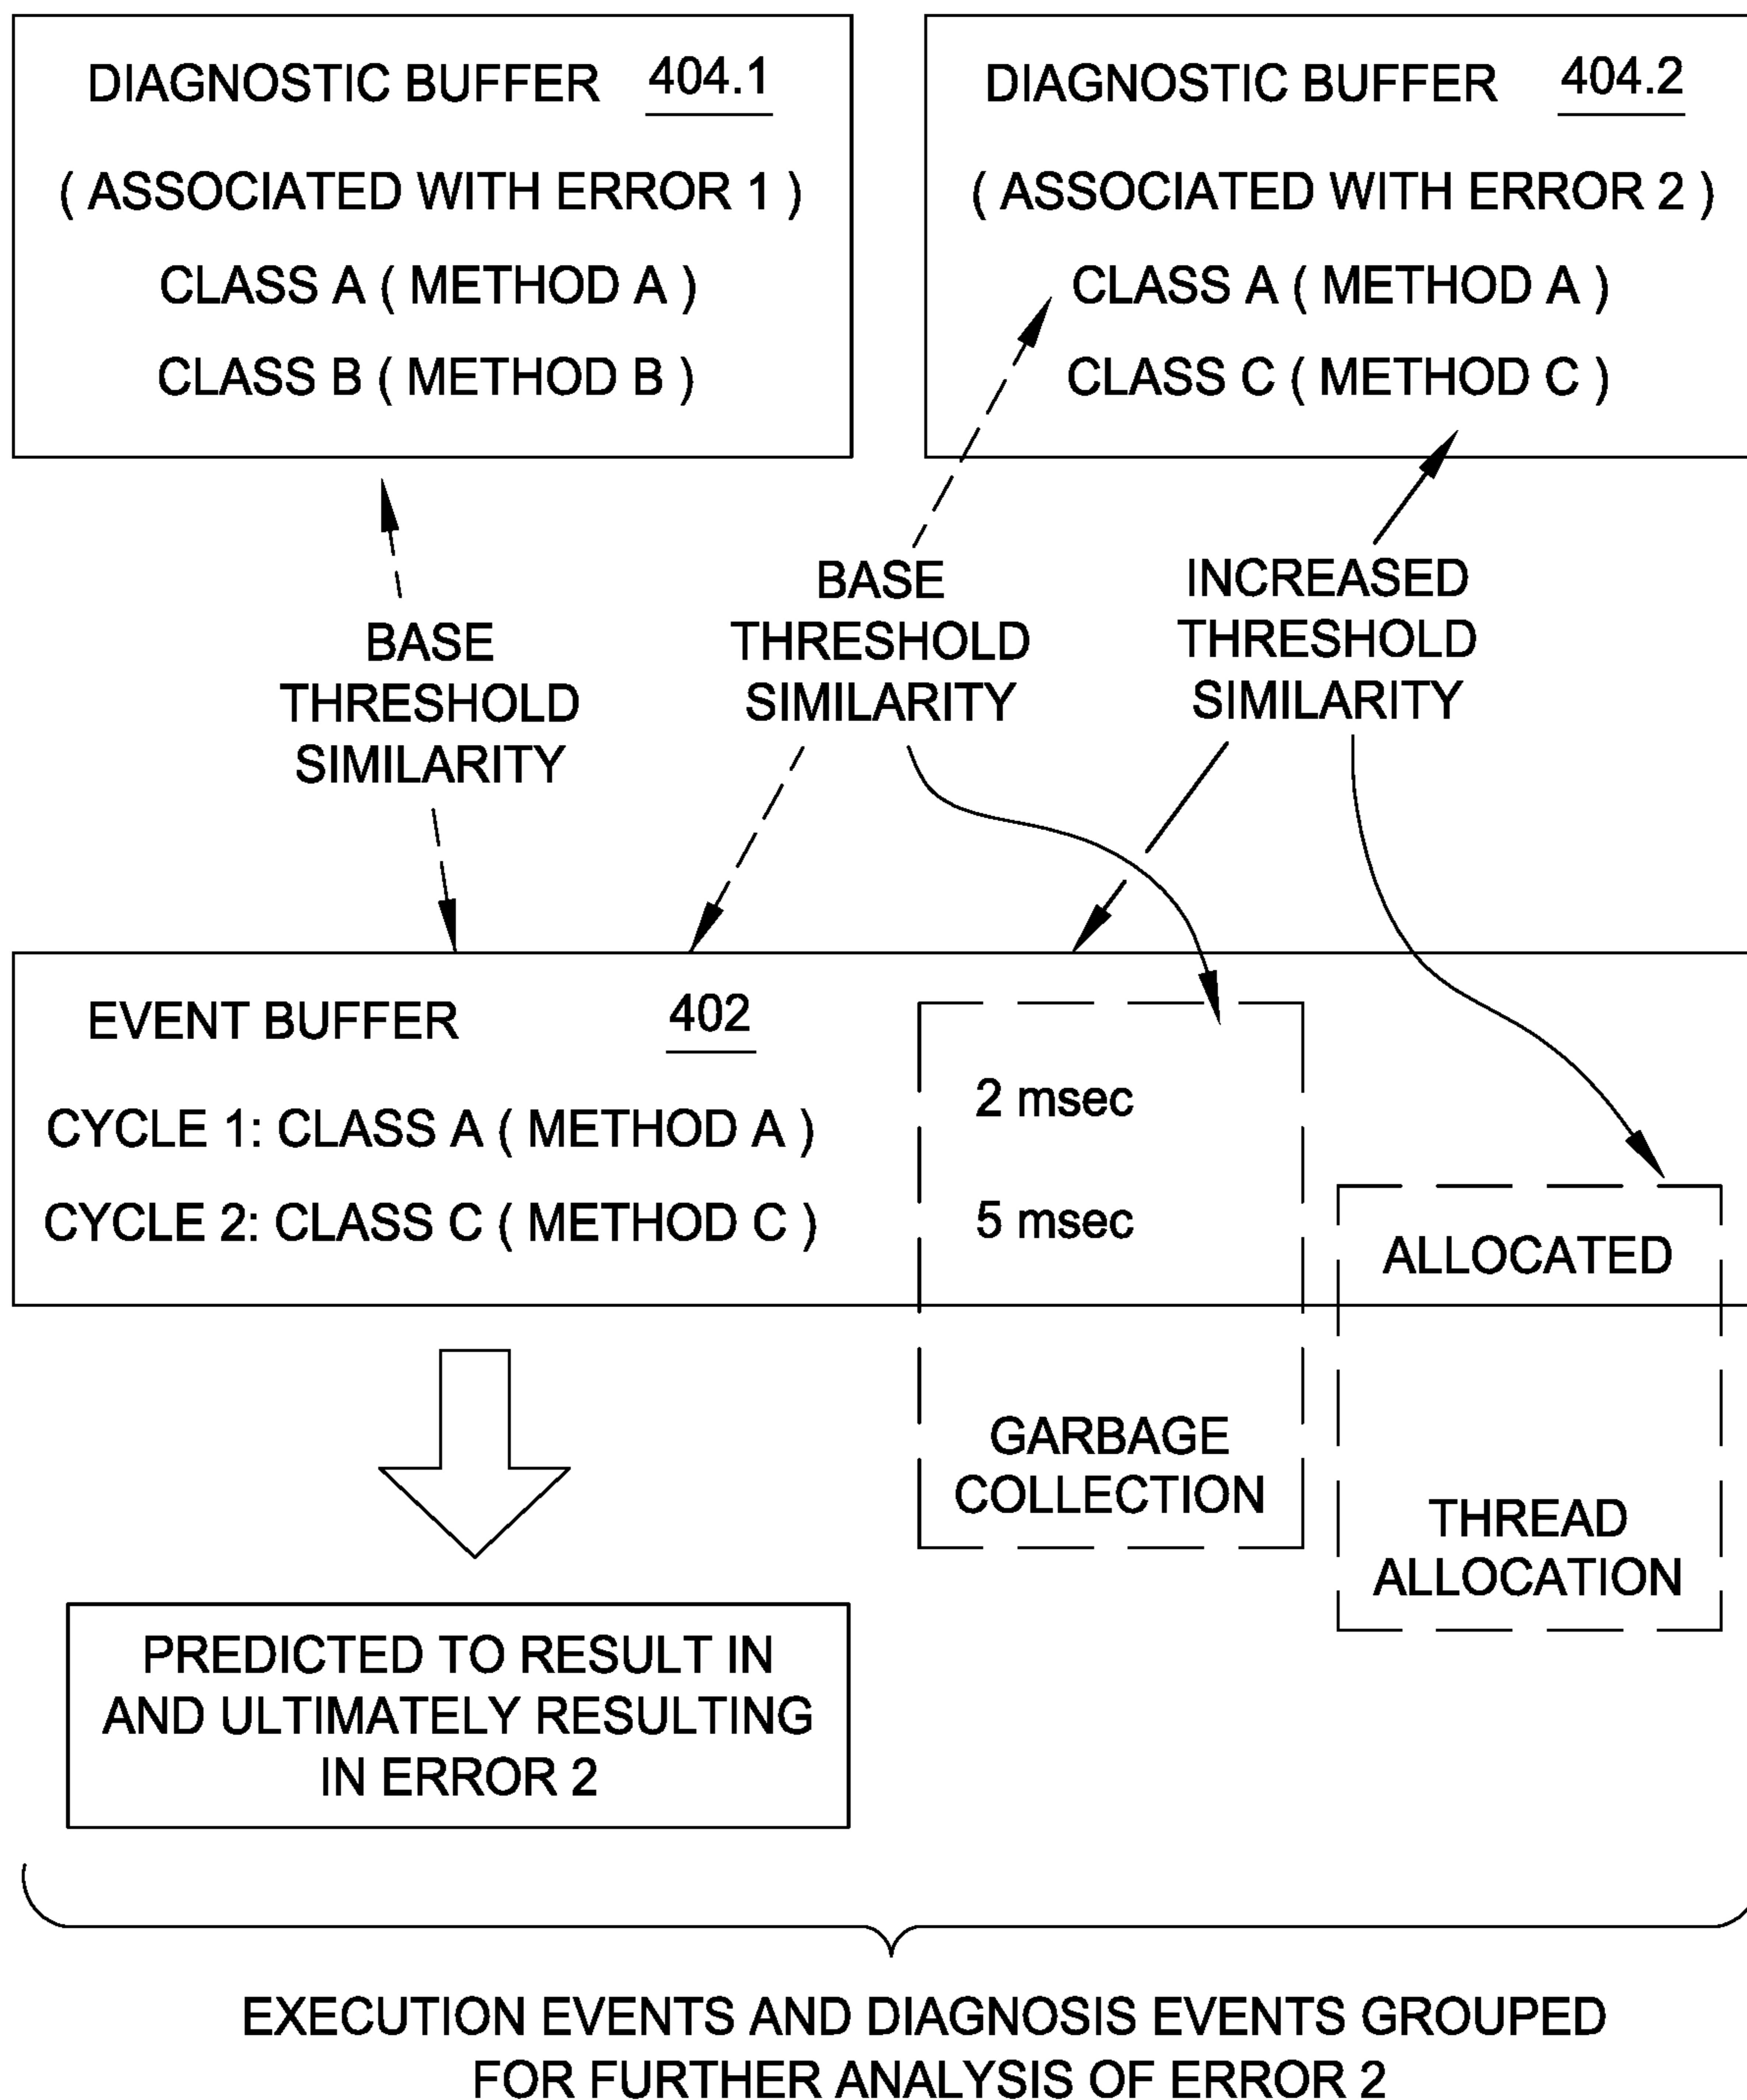 DIAGNOSTIC BUFFER 404.1
( ASSOCIATED WITH ERROR 1 )
CLASS A ( METHOD A )
CLASS B ( METHOD B )
DIAGNOSTIC BUFFER 404.2
( ASSOCIATED WITH ERROR 2 )
CLASS A ( METHOD A )
CLASS C ( METHOD C )
BASE
THRESHOLD
SIMILARITY
BASE
THRESHOLD
SIMILARITY
INCREASED
THRESHOLD
SIMILARITY
EVENT BUFFER 402
CYCLE 1: CLASS A ( METHOD A )
CYCLE 2: CLASS C ( METHOD C )
2 msec
5 msec
GARBAGE
COLLECTION
ALLOCATED
THREAD
ALLOCATION
PREDICTED TO RESULT IN
AND ULTIMATELY RESULTING
IN ERROR 2
EXECUTION EVENTS AND DIAGNOSIS EVENTS GROUPED
FOR FURTHER ANALYSIS OF ERROR 2